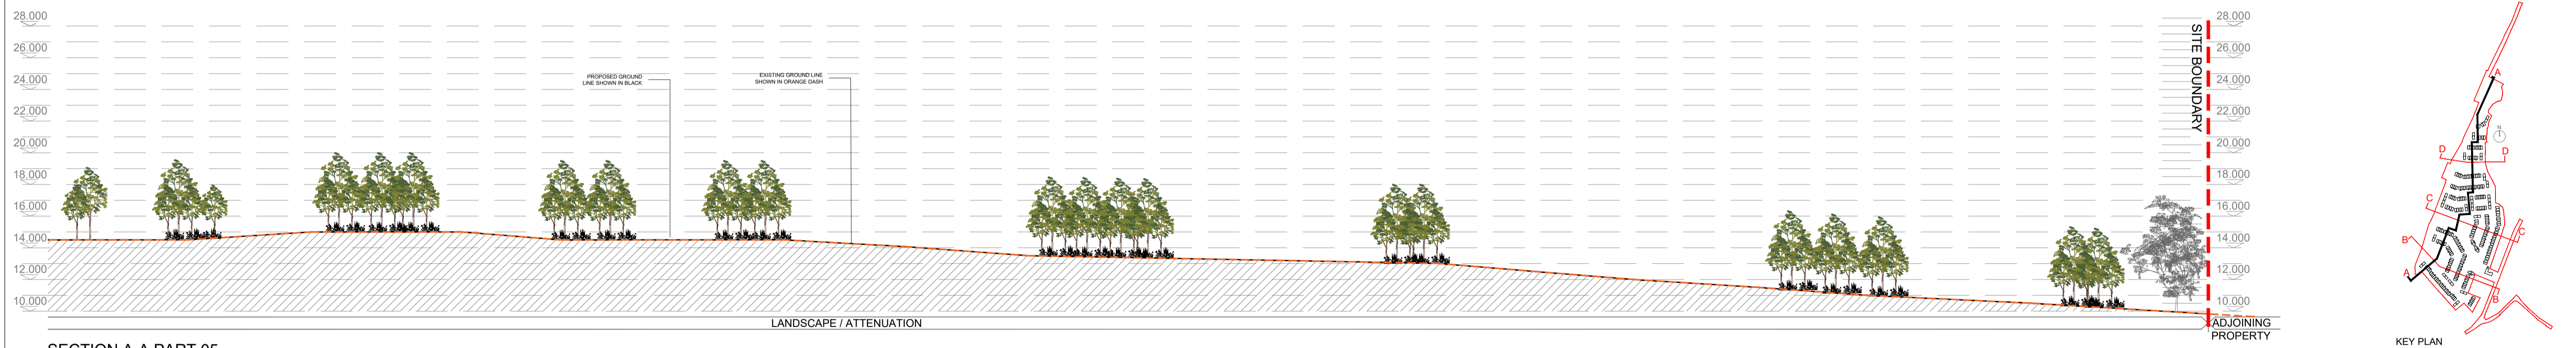 28.000
26.000
24.000
22.000
20.000
18.000
16.000
14.000
12.000
10.000
PROPOSED GROUND
LINE SHOWN IN BLACK
EXISTING GROUND LINE
SHOWN IN ORANGE DASH
SITE BOUNDARY
28.000
26.000
24.000
22.000
20.000
18.000
16.000
14.000
12.000
10.000
LANDSCAPE / ATTENUATION
ADJOINING
PROPERTY
SECTION A-A PART 05
A
N
D
D
C
C
B
A
B
KEY PLAN